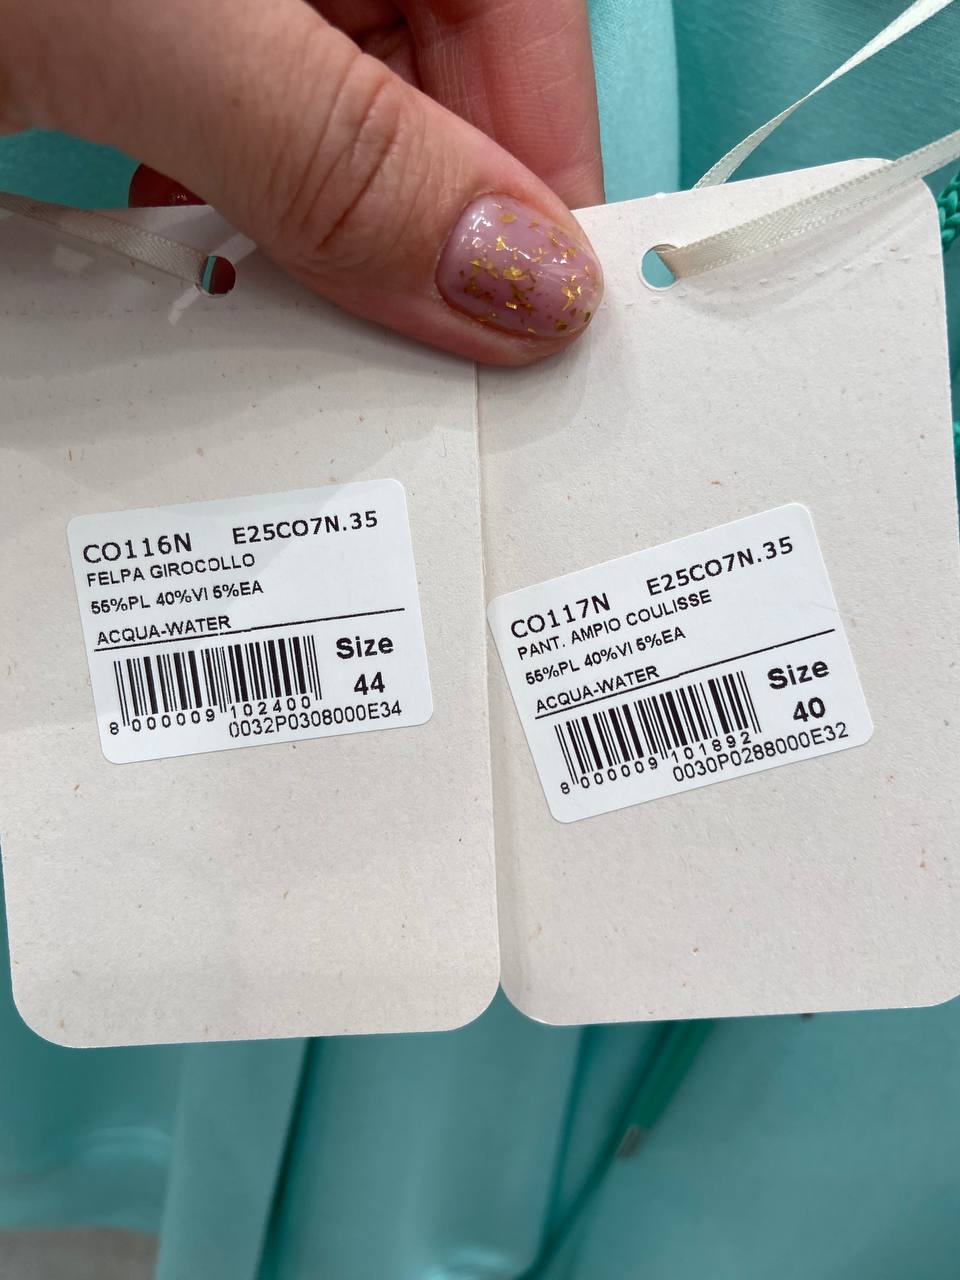 CO116N E25CO7N.35
FELPA GIROCOLLO
55%PL 40%VI 5%EA
ACQUA-WATER
Size
44
8 000009 102400
0032P0308000E34
CO117N E25CO7N.35
PANT. AMPIO COULISSE
55%PL 40%VI 5%EA
ACQUA-WATER
Size
40
8 000009 101892
0030P0288000E32